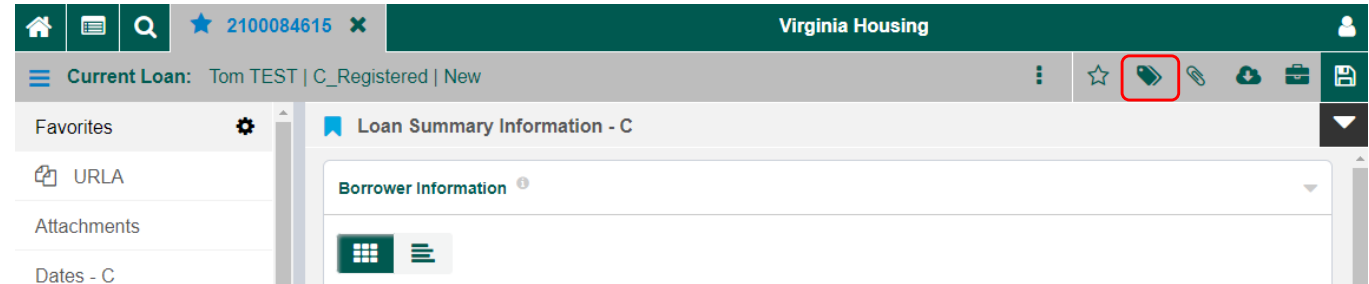 2100084615 Virginia Housing
Current Loan: Tom TEST | C_Registered | New
Favorites
Loan Summary Information - C
URLA
Borrower Information
Attachments
Dates - C